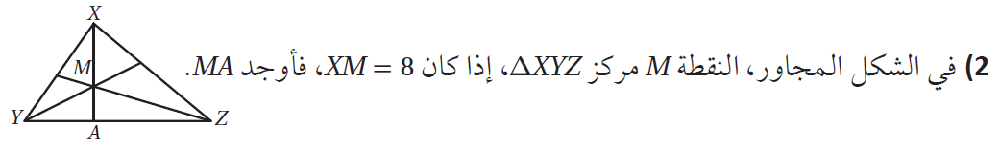 2) في الشكل المجاور، النقطة M مركز ΔXYZ، إذا كان XM = 8، فأوجد MA.
X
M
Y
Z
A